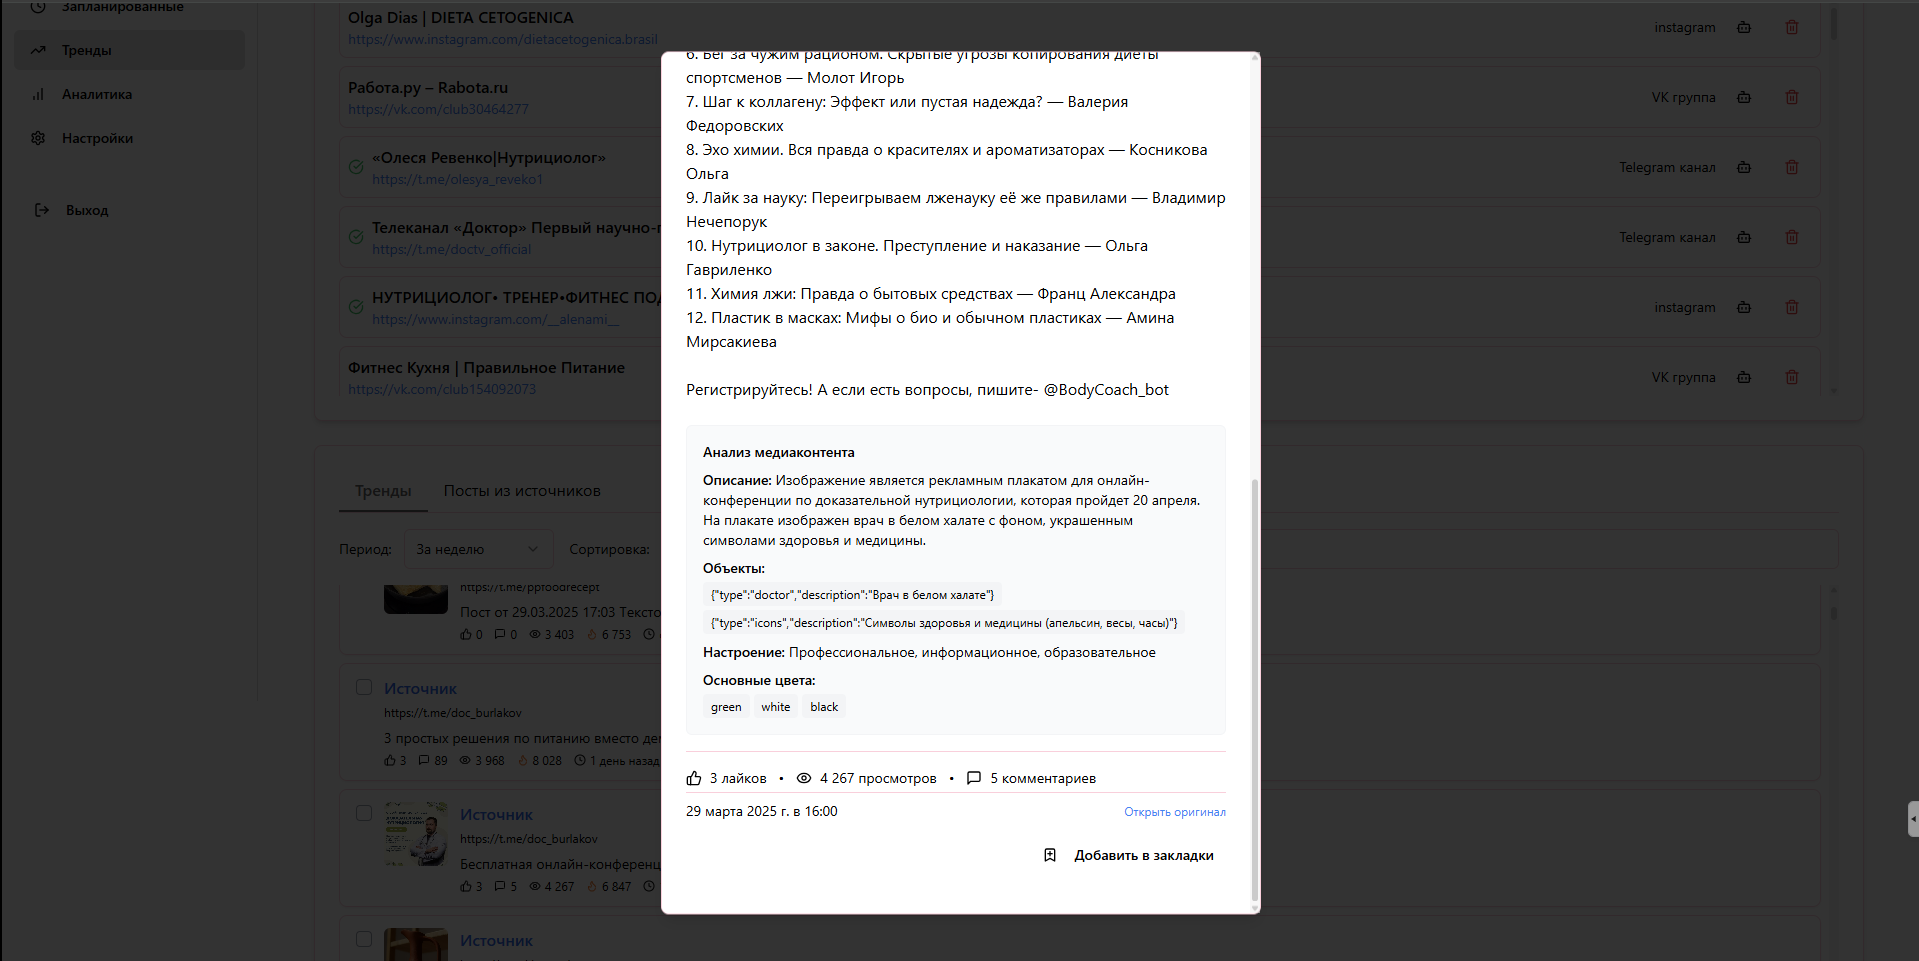 Запланированные
Тренды
Аналитика
Настройки
Выход
Olga Dias | DIETA CETOGENICA
https://www.instagram.com/dietacetogenica.brasil
instagram
Работа.ру – Rabota.ru
https://vk.com/club30464277
VK группа
«Олеся Ревенко|Нутрициолог»
https://t.me/olesya_reveko1
Telegram канал
Телеканал «Доктор» Первый научно-
https://t.me/doctv_official
Telegram канал
НУТРИЦИОЛОГ• ТРЕНЕР•ФИТНЕС ПОД
https://www.instagram.com/__alenami__
instagram
Фитнес Кухня | Правильное Питание
https://vk.com/club154092073
VK группа
Тренды Посты из источников
Период: За неделю Сортировка:
https://t.me/ppfoodrecept
Пост от 29.03.2025 17:03 Тексто
0 0 3 403 6 753
Источник
https://t.me/doc_burlakov
3 простых решения по питанию вместо
3 89 3 968 8 028 1 день назад
Источник
https://t.me/doc_burlakov
Бесплатная онлайн-конференц
3 5 4 267 6 847
Источник
6. Бег за чужим рационом. Скрытые угрозы копирования диеты
спортсменов — Молот Игорь
7. Шаг к коллагену: Эффект или пустая надежда? — Валерия
Федоровских
8. Эхо химии. Вся правда о красителях и ароматизаторах — Косникова
Ольга
9. Лайк за науку: Переигрываем лженауку её же правилами — Владимир
Нечепорук
10. Нутрициолог в законе. Преступление и наказание — Ольга
Гавриленко
11. Химия лжи: Правда о бытовых средствах — Франц Александра
12. Пластик в масках: Мифы о био и обычном пластиках — Амина
Мирсакиева
Регистрируйтесь! А если есть вопросы, пишите- @BodyCoach_bot
Анализ медиаконтента
Описание: Изображение является рекламным плакатом для онлайн-
конференции по доказательной нутрициологии, которая пройдет 20 апреля.
На плакате изображен врач в белом халате с фоном, украшенным
символами здоровья и медицины.
Объекты:
{"type":"doctor","description":"Врач в белом халате"}
{"type":"icons","description":"Символы здоровья и медицины (апельсин, весы, часы)"}
Настроение: Профессиональное, информационное, образовательное
Основные цвета:
green white black
3 лайков • 4 267 просмотров • 5 комментариев
29 марта 2025 г. в 16:00 Открыть оригинал
Добавить в закладки